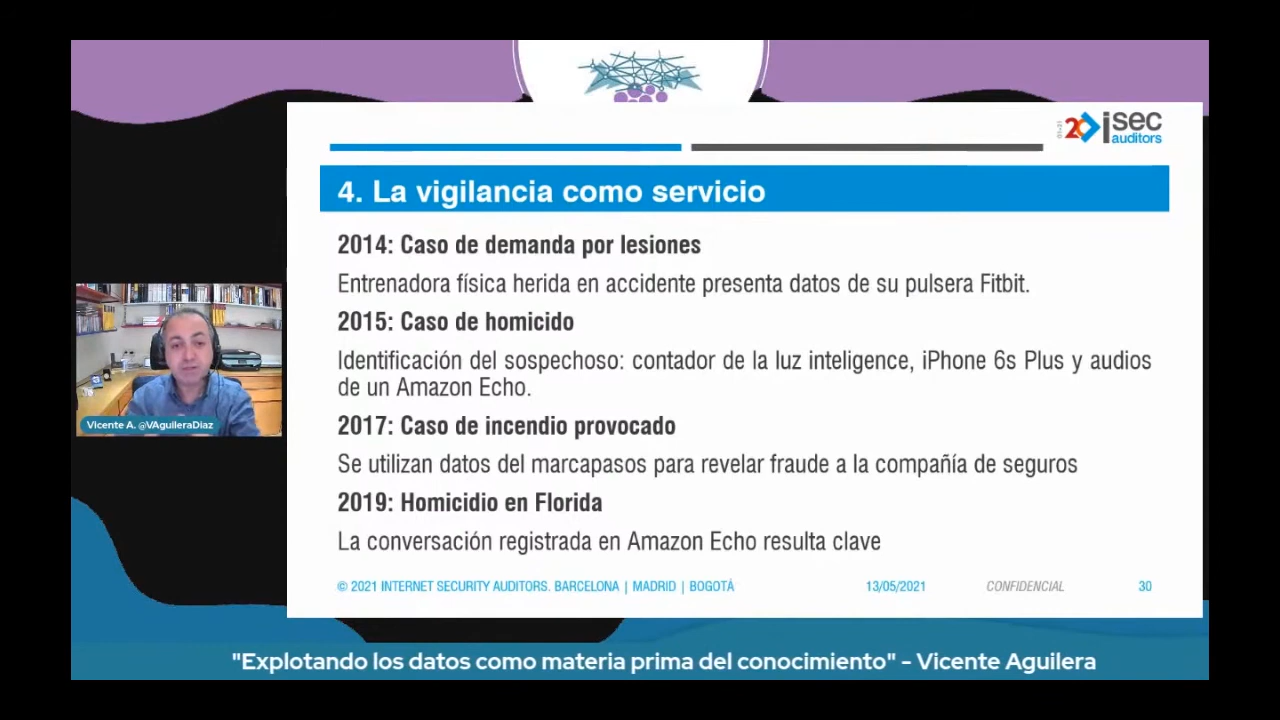 20
isec
auditors
4. La vigilancia como servicio
2014: Caso de demanda por lesiones
Entrenadora física herida en accidente presenta datos de su pulsera Fitbit.
2015: Caso de homicido
Identificación del sospechoso: contador de la luz inteligence, iPhone 6s Plus y audios
de un Amazon Echo.
2017: Caso de incendio provocado
Se utilizan datos del marcapasos para revelar fraude a la compañía de seguros
2019: Homicidio en Florida
La conversación registrada en Amazon Echo resulta clave
© 2021 INTERNET SECURITY AUDITORS. BARCELONA | MADRID | BOGOTÁ 13/05/2021 CONFIDENCIAL 30
Vicente A. @VAguileraDiaz
"Explotando los datos como materia prima del conocimiento" - Vicente Aguilera